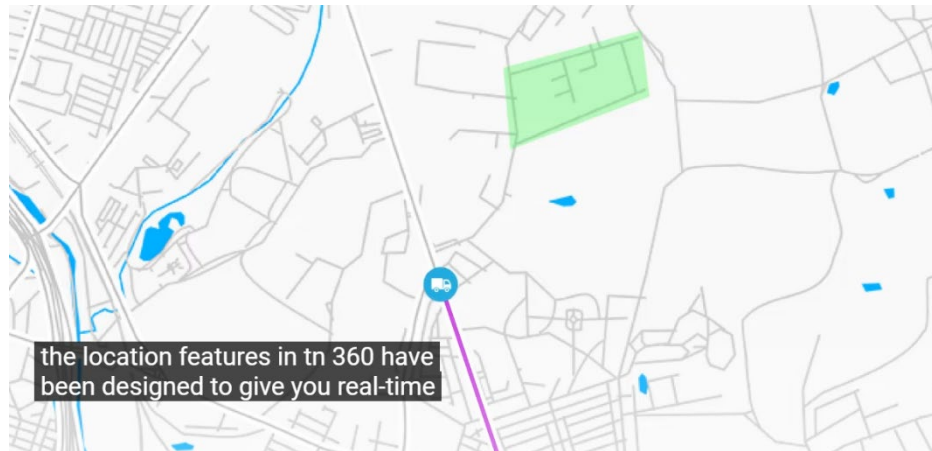 the location features in tn 360 have
been designed to give you real-time